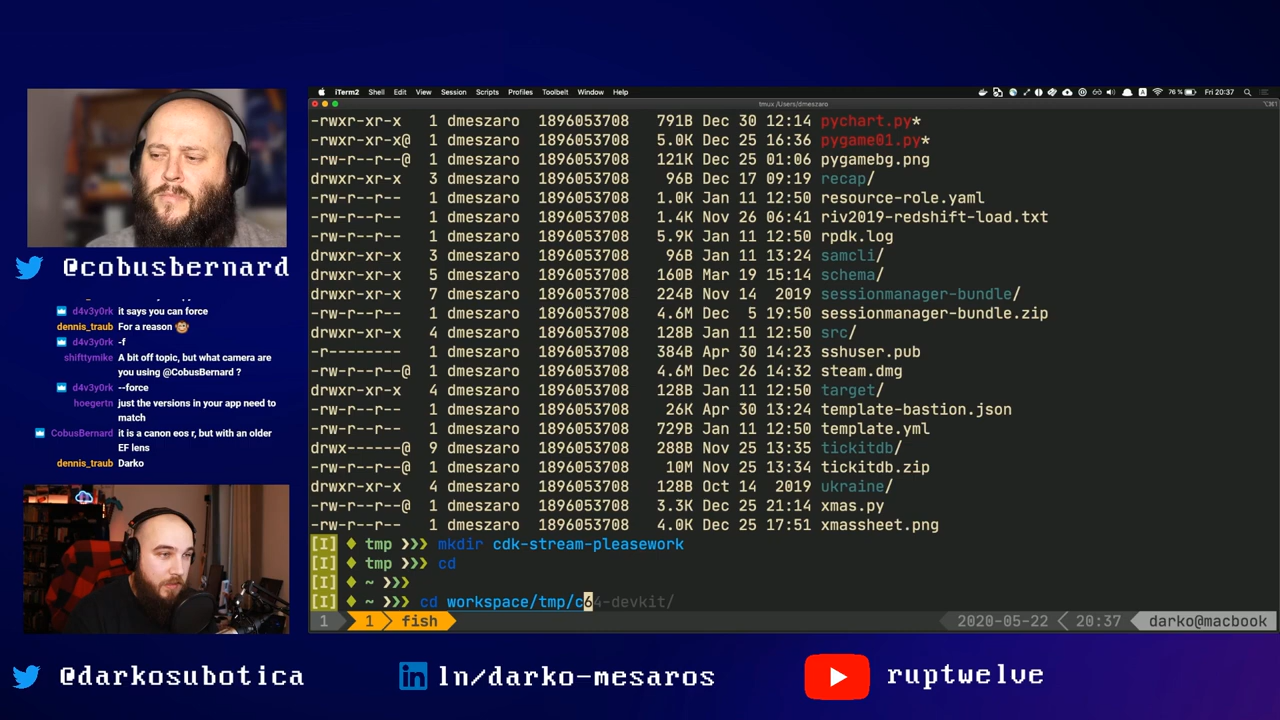 iTerm2 Shell Edit View Session Scripts Profiles Toolbelt Window Help
76 % Fri 20:37
tmux /Users/dmeszaro
-rwxr-xr-x 1 dmeszaro 1896053708 791B Dec 30 12:14 pychart.py*
-rwxr-xr-x@ 1 dmeszaro 1896053708 5.0K Dec 25 16:36 pygame01.py*
-rw-r--r--@ 1 dmeszaro 1896053708 121K Dec 25 01:06 pygamebg.png
drwxr-xr-x 3 dmeszaro 1896053708 96B Dec 17 09:19 recap/
-rw-r--r-- 1 dmeszaro 1896053708 1.0K Jan 11 12:50 resource-role.yaml
-rw-r--r-- 1 dmeszaro 1896053708 1.4K Nov 26 06:41 riv2019-redshift-load.txt
-rw-r--r-- 1 dmeszaro 1896053708 5.9K Jan 11 12:50 rpdk.log
drwxr-xr-x 3 dmeszaro 1896053708 96B Jan 11 13:24 samcli/
drwxr-xr-x 5 dmeszaro 1896053708 160B Mar 19 15:14 schema/
drwxr-xr-x 7 dmeszaro 1896053708 224B Nov 14 2019 sessionmanager-bundle/
-rw-r--r-- 1 dmeszaro 1896053708 4.6M Dec 5 19:50 sessionmanager-bundle.zip
drwxr-xr-x 4 dmeszaro 1896053708 128B Jan 11 12:50 src/
-r-------- 1 dmeszaro 1896053708 384B Apr 30 14:23 sshuser.pub
-rw-r--r--@ 1 dmeszaro 1896053708 4.6M Dec 26 14:32 steam.dmg
drwxr-xr-x 4 dmeszaro 1896053708 128B Jan 11 12:50 target/
-rw-r--r-- 1 dmeszaro 1896053708 26K Apr 30 13:24 template-bastion.json
-rw-r--r-- 1 dmeszaro 1896053708 729B Jan 11 12:50 template.yml
drwx------@ 9 dmeszaro 1896053708 288B Nov 25 13:35 tickitdb/
-rw-r--r--@ 1 dmeszaro 1896053708 10M Nov 25 13:34 tickitdb.zip
drwxr-xr-x 4 dmeszaro 1896053708 128B Oct 14 2019 ukraine/
-rw-r--r--@ 1 dmeszaro 1896053708 3.3K Dec 25 21:14 xmas.py
-rw-r--r-- 1 dmeszaro 1896053708 4.0K Dec 25 17:51 xmassheet.png
[I] ♦ tmp ❯❯❯ mkdir cdk-stream-pleasework
[I] ♦ tmp ❯❯❯ cd
[I] ♦ ~ ❯❯❯
[I] ♦ ~ ❯❯❯ cd workspace/tmp/c64-devkit/
1 1 fish 2020-05-22 20:37 darko@macbook
@cobusbernard
d4v3y0rk it says you can force
dennis_traub For a reason 🐵
d4v3y0rk -f
shifttymike A bit off topic, but what camera are
you using @CobusBernard ?
d4v3y0rk --force
hoegertn just the versions in your app need to
match
CobusBernard it is a canon eos r, but with an older
EF lens
dennis_traub Darko
@darkosubotica
ln/darko-mesaros
ruptwelve